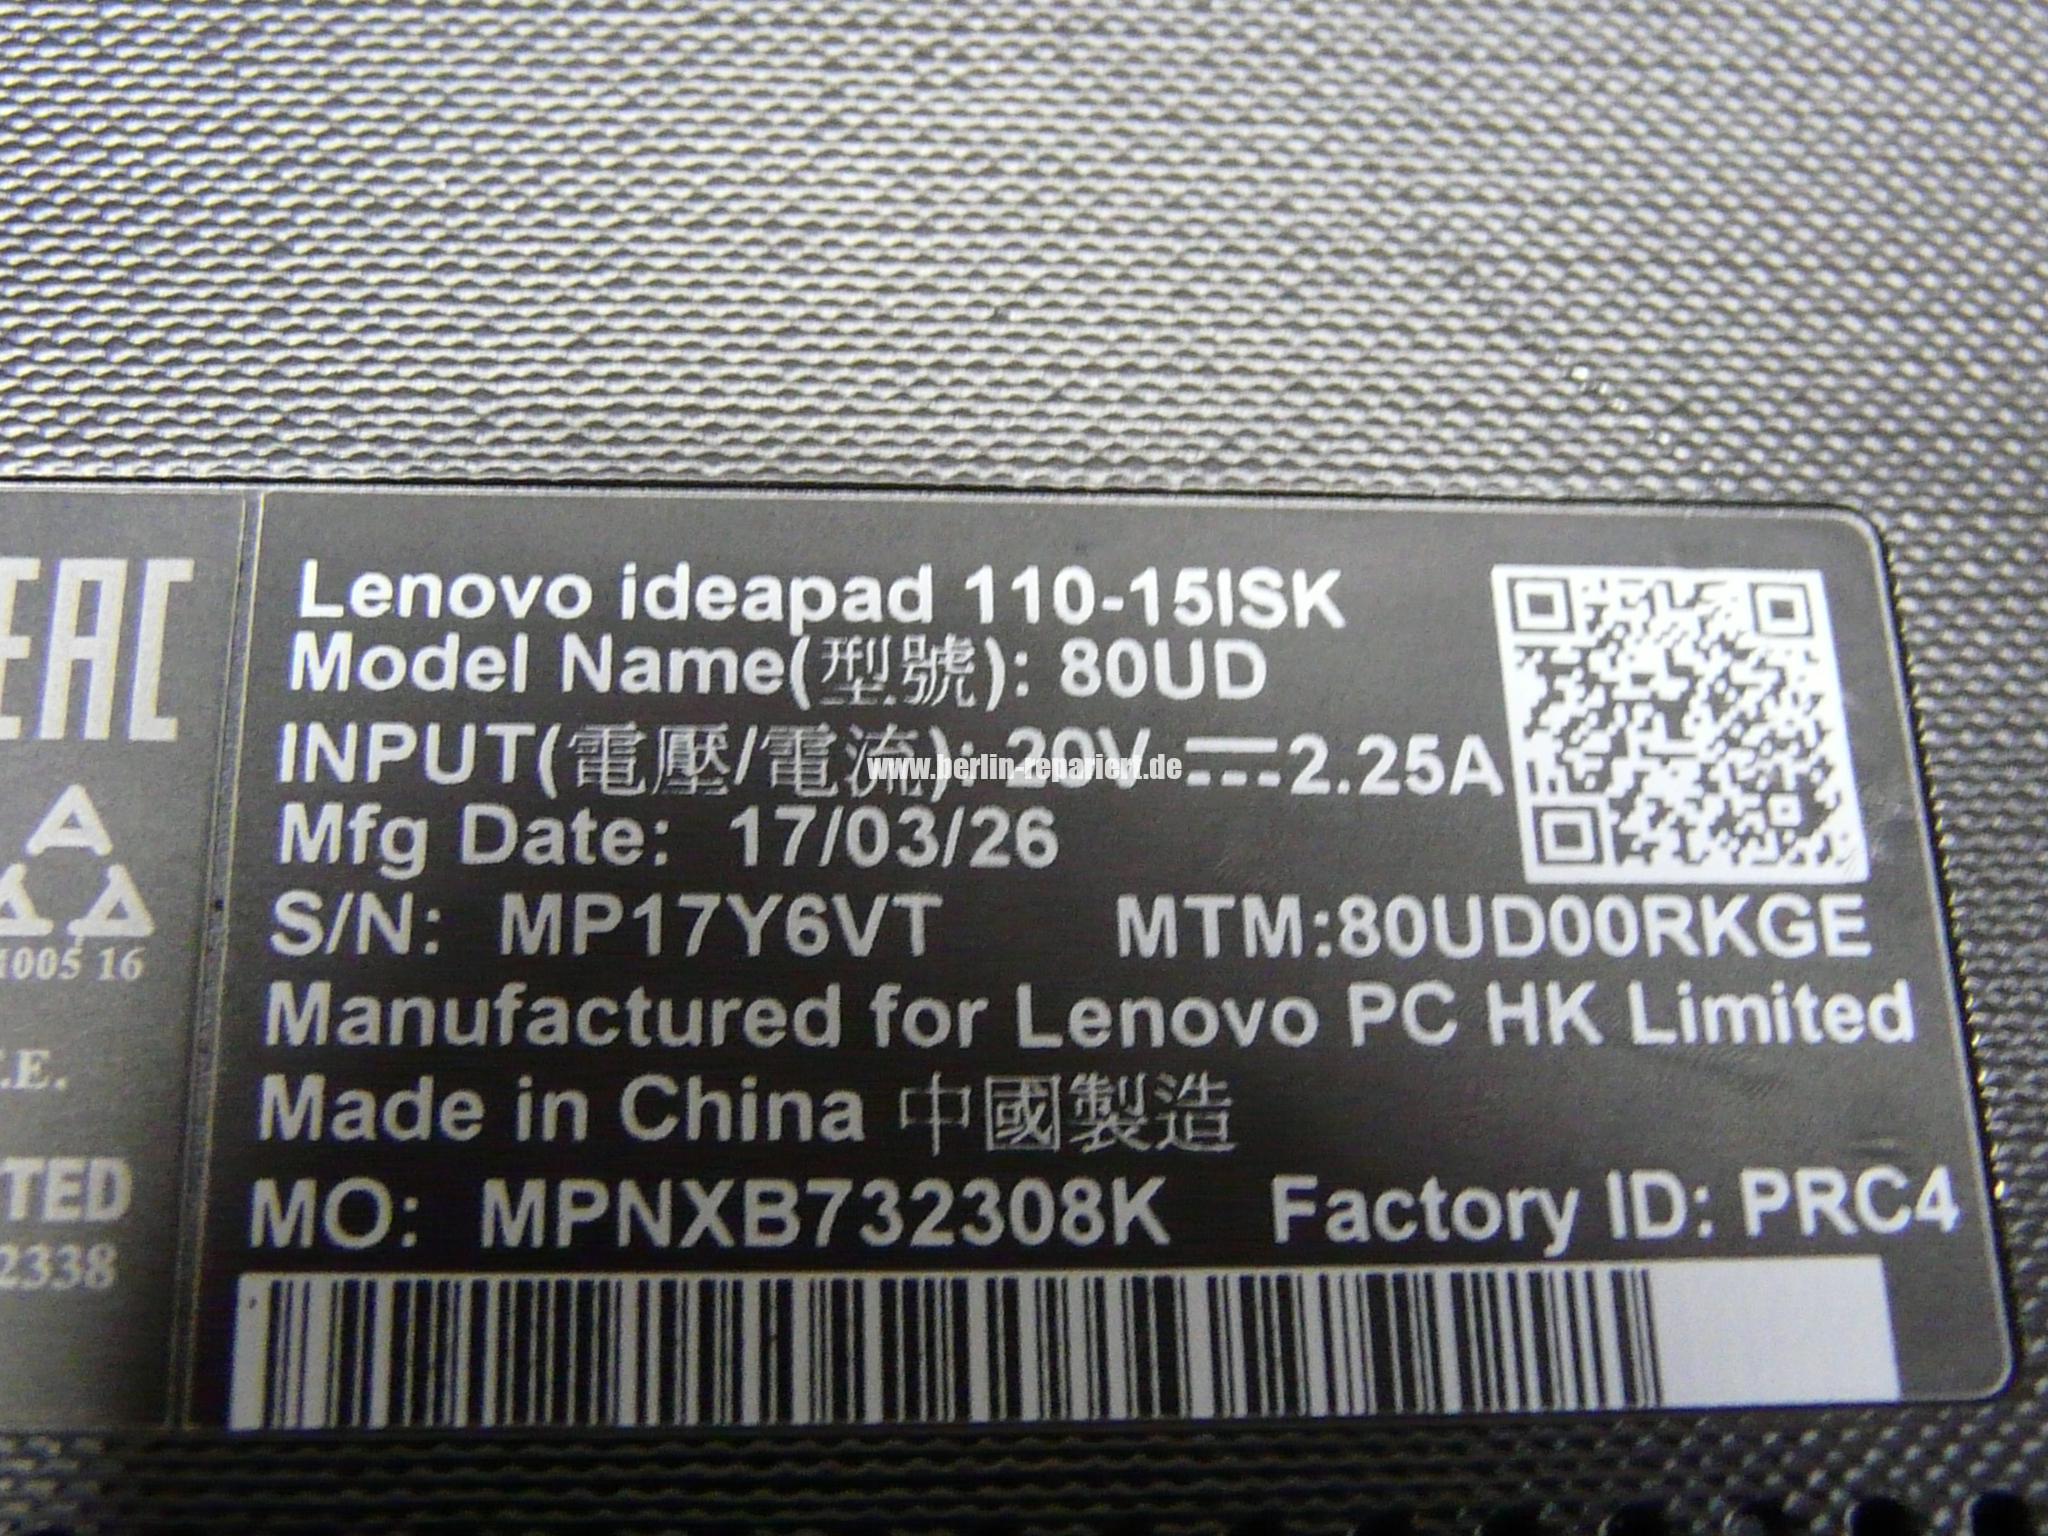 EAC
Lenovo ideapad 110-15ISK
Model Name(型號): 80UD
INPUT(電壓/電流): 20V ⎓ 2.25A
www.berlin-repariert.de
Mfg Date: 17/03/26
S/N: MP17Y6VT MTM:80UD00RKGE
1005 16
Manufactured for Lenovo PC HK Limited
.E.
Made in China 中國製造
TED
MO: MPNXB732308K Factory ID: PRC4
2338